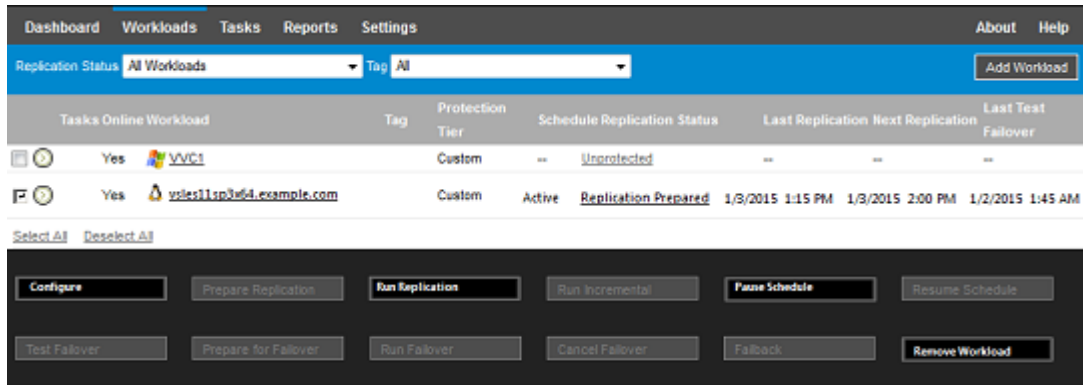 Dashboard Workloads Tasks Reports Settings About Help
Replication Status All Workloads Tag All Add Workload
Tasks Online Workload Tag Protection Tier Schedule Replication Status Last Replication Next Replication Last Test Failover
Yes VVC1 Custom -- Unprotected -- -- --
Yes vsles11sp3x64.example.com Custom Active Replication Prepared 1/3/2015 1:15 PM 1/3/2015 2:00 PM 1/2/2015 1:45 AM
Select All Deselect All
Configure Prepare Replication Run Replication Run Incremental Pause Schedule Resume Schedule
Test Failover Prepare for Failover Run Failover Cancel Failover Failback Remove Workload